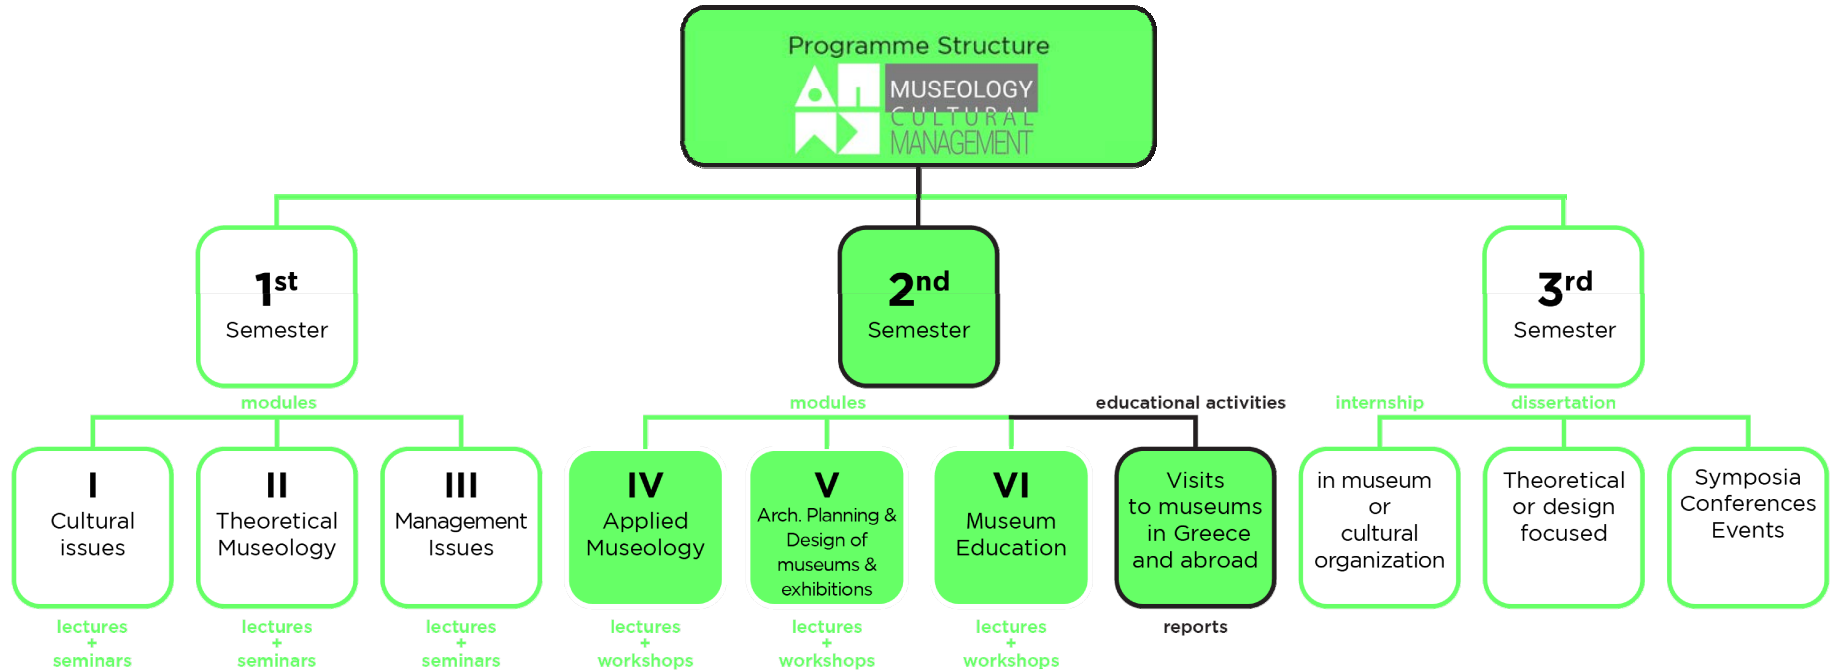 Programme Structure
MUSEOLOGY
CULTURAL
MANAGEMENT
1st
Semester
2nd
Semester
3rd
Semester
modules
modules
educational activities
internship
dissertation
I
Cultural
issues
lectures
+
seminars
II
Theoretical
Museology
lectures
+
seminars
III
Management
Issues
lectures
+
seminars
IV
Applied
Museology
lectures
+
workshops
V
Arch. Planning &
Design of
museums &
exhibitions
lectures
+
workshops
VI
Museum
Education
lectures
+
workshops
Visits
to museums
in Greece
and abroad
reports
in museum
or
cultural
organization
Theoretical
or design
focused
Symposia
Conferences
Events